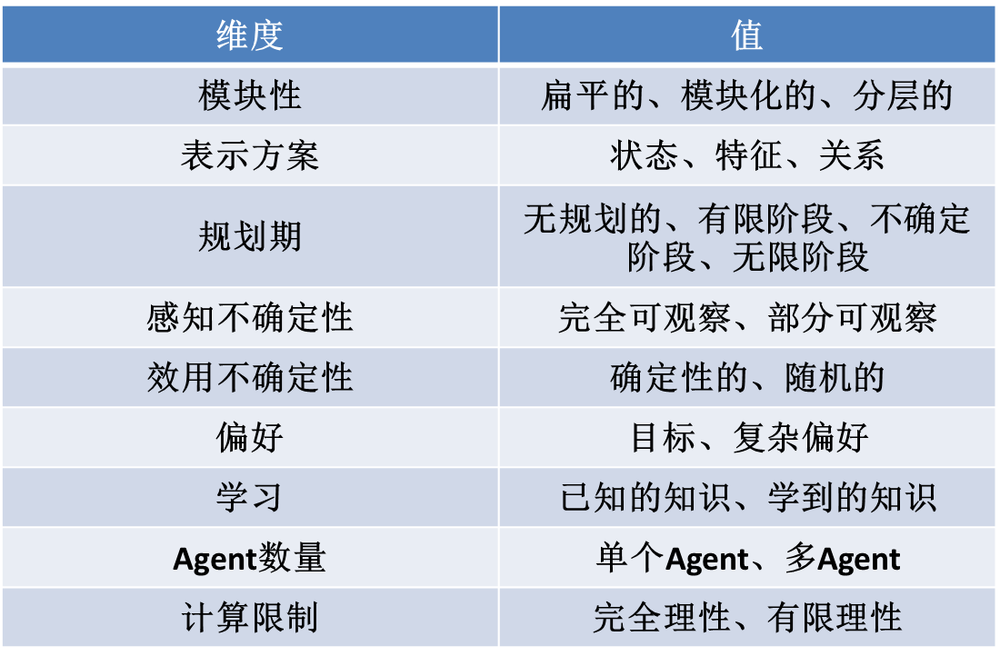 维度
值
模块性
扁平的、模块化的、分层的
表示方案
状态、特征、关系
规划期
无规划的、有限阶段、不确定
阶段、无限阶段
感知不确定性
完全可观察、部分可观察
效用不确定性
确定性的、随机的
偏好
目标、复杂偏好
学习
已知的知识、学到的知识
Agent数量
单个Agent、多Agent
计算限制
完全理性、有限理性